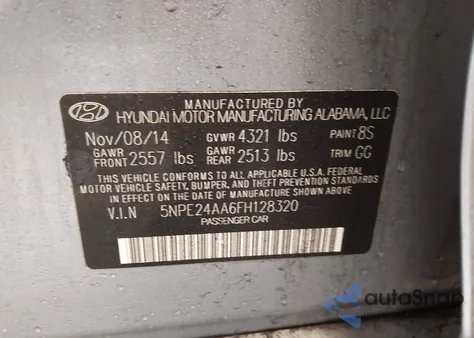 MANUFACTURED BY
HYUNDAI MOTOR MANUFACTURING ALABAMA, LLC
Nov/08/14 GVWR 4321 lbs PAINT 8S
GAWR FRONT 2557 lbs GAWR REAR 2513 lbs TRIM GG
THIS VEHICLE CONFORMS TO ALL APPLICABLE U.S.A. FEDERAL
MOTOR VEHICLE SAFETY, BUMPER, AND THEFT PREVENTION
STANDARDS IN EFFECT ON THE DATE OF MANUFACTURE SHOWN ABOVE
V.I.N 5NPE24AA6FH128320
PASSENGER CAR
autoSnap